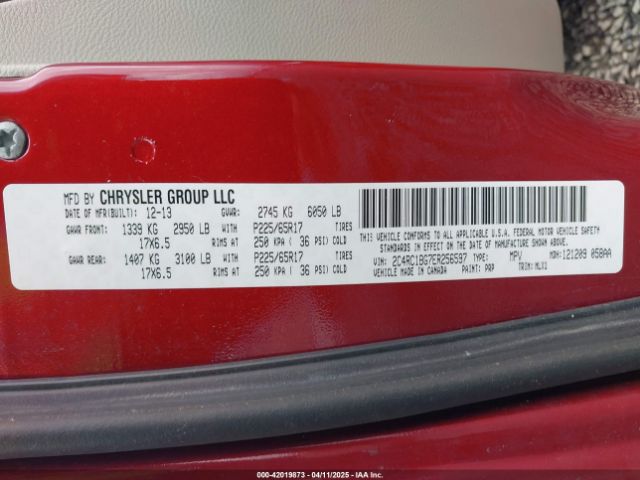 MFD BY CHRYSLER GROUP LLC
DATE OF MFR(BUILT): 12-13 GVWR: 2745 KG 6050 LB
GAWR FRONT: 1339 KG 2950 LB WITH P225/65R17 TIRES
17X6.5 RIMS AT 250 KPA ( 36 PSI) COLD
GAWR REAR: 1407 KG 3100 LB WITH P225/65R17 TIRES
17X6.5 RIMS AT 250 KPA ( 36 PSI) COLD
THIS VEHICLE CONFORMS TO ALL APPLICABLE U.S.A. FEDERAL MOTOR VEHICLE SAFETY
STANDARDS IN EFFECT ON THE DATE OF MANUFACTURE SHOWN ABOVE.
VIN: 2C4RC1BG7ER256597 TYPE: MPV MDH: 121209 058AA
VEHICLE MADE IN CANADA PAINT: PRP TRIM: MLX1
000-42019873 - 04/11/2025 - COPYRIGHT IAA